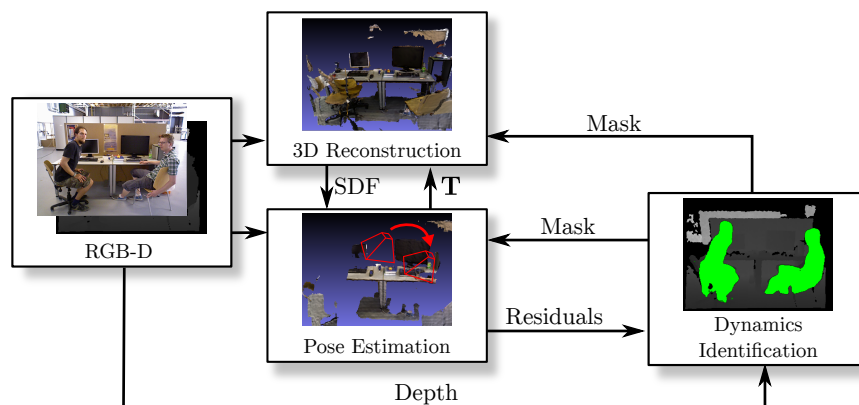 3D Reconstruction
Mask
SDF
T
RGB-D
Mask
Pose Estimation
Residuals
Dynamics
Identification
Depth